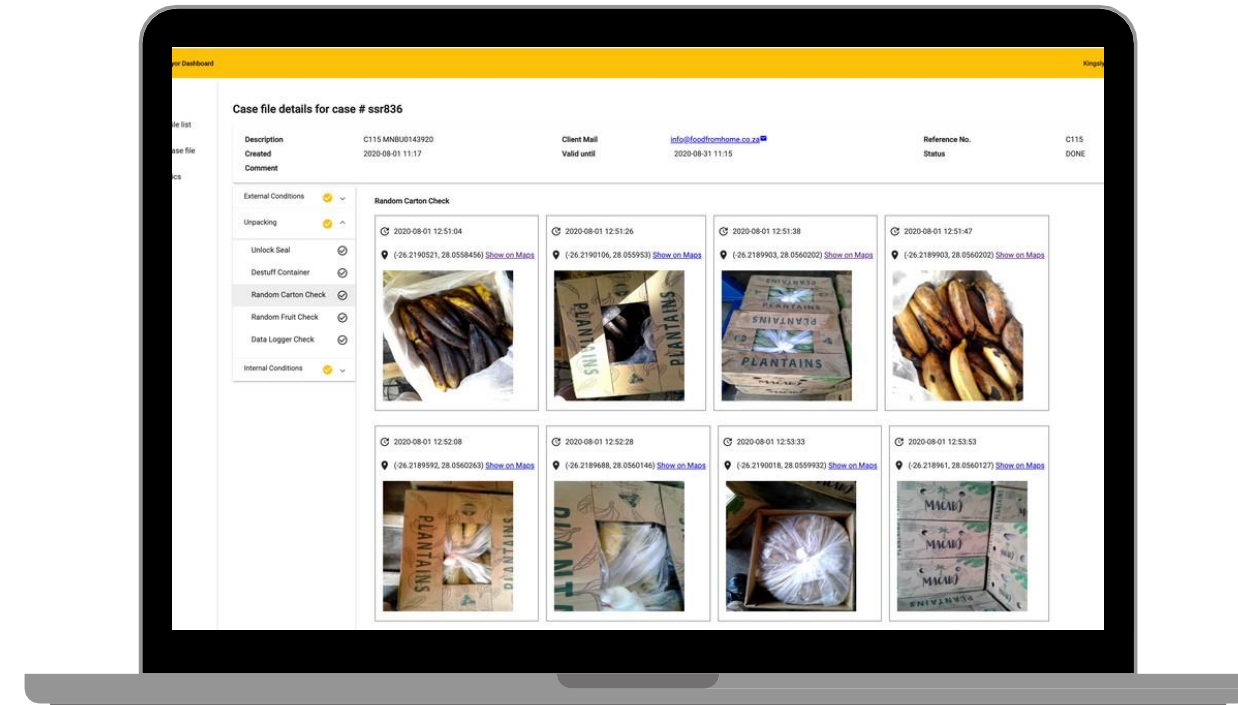 yor Dashboard
Kingsly
ile list
ase file
ics
Case file details for case # ssr836
Description C115 MNBU0143920 Client Mail info@foodfromhome.co.za Reference No. C115
Created 2020-08-01 11:17 Valid until 2020-08-31 11:15 Status DONE
Comment
External Conditions
Unpacking
Unlock Seal
Destuff Container
Random Carton Check
Random Fruit Check
Data Logger Check
Internal Conditions
Random Carton Check
2020-08-01 12:51:04
(-26.2190521, 28.0558456) Show on Maps
2020-08-01 12:51:26
(-26.2190106, 28.055953) Show on Maps
PLANTAINS
PLANTAINS
2020-08-01 12:51:38
(-26.2189903, 28.0560202) Show on Maps
PLANTAINS
PLANTAINS
PLANTAINS
MACABO
2020-08-01 12:51:47
(-26.2189903, 28.0560202) Show on Maps
2020-08-01 12:52:08
(-26.2189592, 28.0560263) Show on Maps
PLANTAINS
PLANTAINS
2020-08-01 12:52:28
(-26.2189688, 28.0560146) Show on Maps
PLANT
2020-08-01 12:53:33
(-26.2190018, 28.0559932) Show on Maps
2020-08-01 12:53:53
(-26.218961, 28.0560127) Show on Maps
MACABO
MACABO
MACABO
PLANTAINS